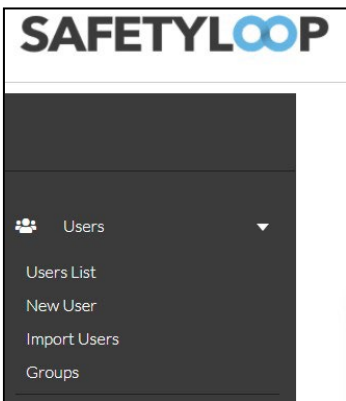 SAFETYLOOP
Users
Users List
New User
Import Users
Groups